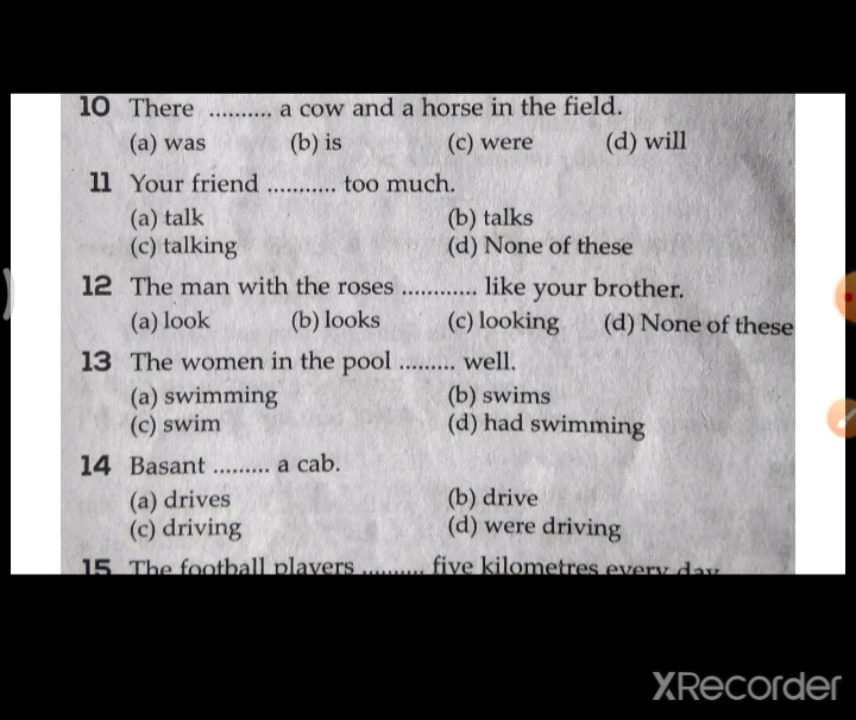 10 There .......... a cow and a horse in the field.
(a) was (b) is (c) were (d) will
11 Your friend ........... too much.
(a) talk (b) talks
(c) talking (d) None of these
12 The man with the roses ............ like your brother.
(a) look (b) looks (c) looking (d) None of these
13 The women in the pool ......... well.
(a) swimming (b) swims
(c) swim (d) had swimming
14 Basant ......... a cab.
(a) drives (b) drive
(c) driving (d) were driving
15 The football players .......... five kilometres every day
XRecorder